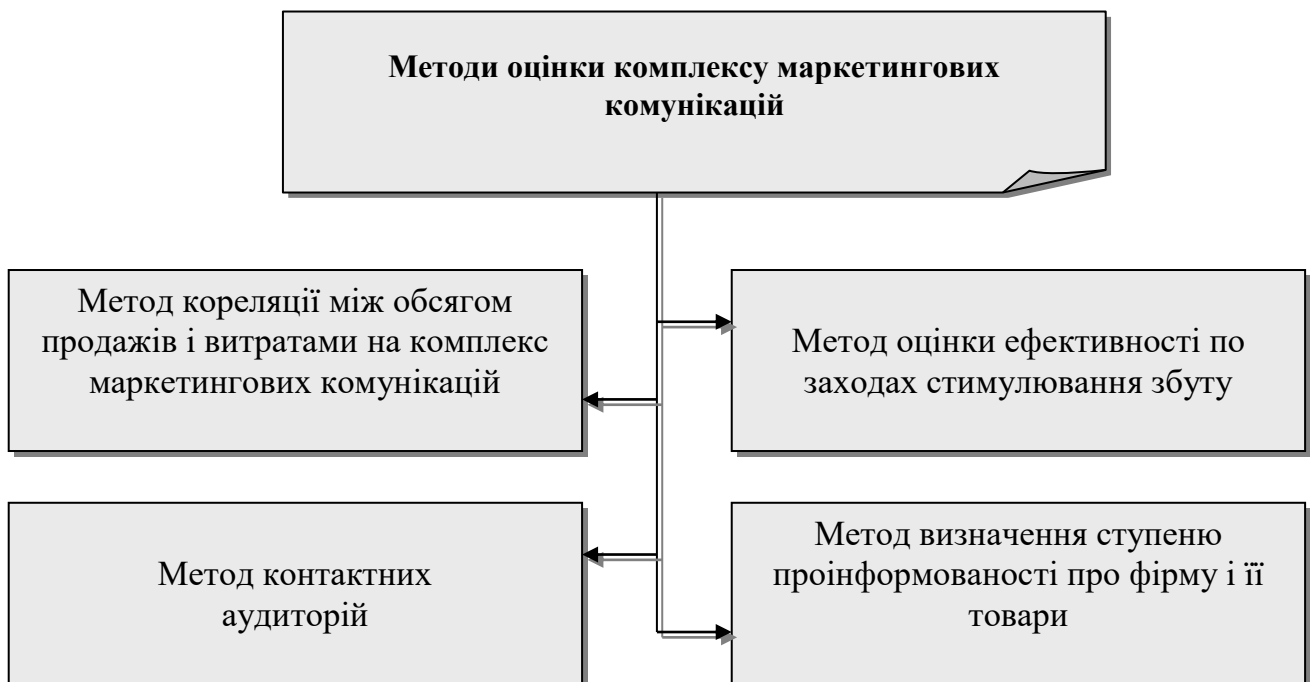 Методи оцінки комплексу маркетингових
комунікацій
Метод кореляції між обсягом
продажів і витратами на комплекс
маркетингових комунікацій
Метод оцінки ефективності по
заходах стимулювання збуту
Метод контактних
аудиторій
Метод визначення ступеню
проінформованості про фірму і її
товари